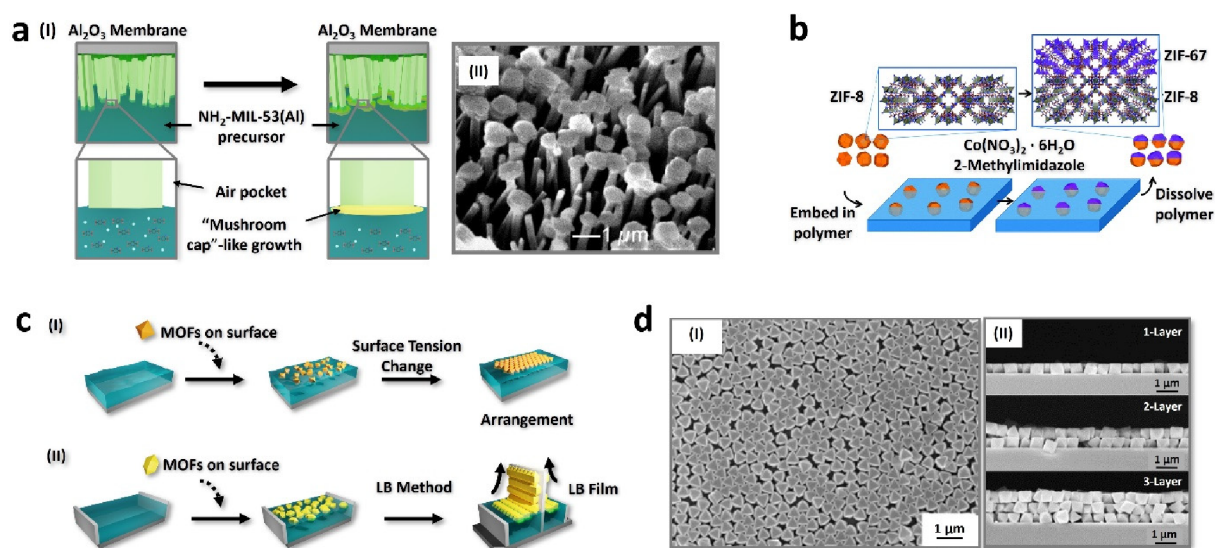 a
(I)
Al₂O₃ Membrane
Al₂O₃ Membrane
NH₂-MIL-53(Al)
precursor
Air pocket
"Mushroom
cap"-like growth
(II)
1 µm
b
ZIF-8
ZIF-67
ZIF-8
Co(NO₃)₂ · 6H₂O
2-Methylimidazole
Embed in
polymer
Dissolve
polymer
c
(I)
MOFs on surface
Surface Tension
Change
Arrangement
(II)
MOFs on surface
LB Method
LB Film
d
(I)
1 µm
(II)
1-Layer
1 µm
2-Layer
1 µm
3-Layer
1 µm